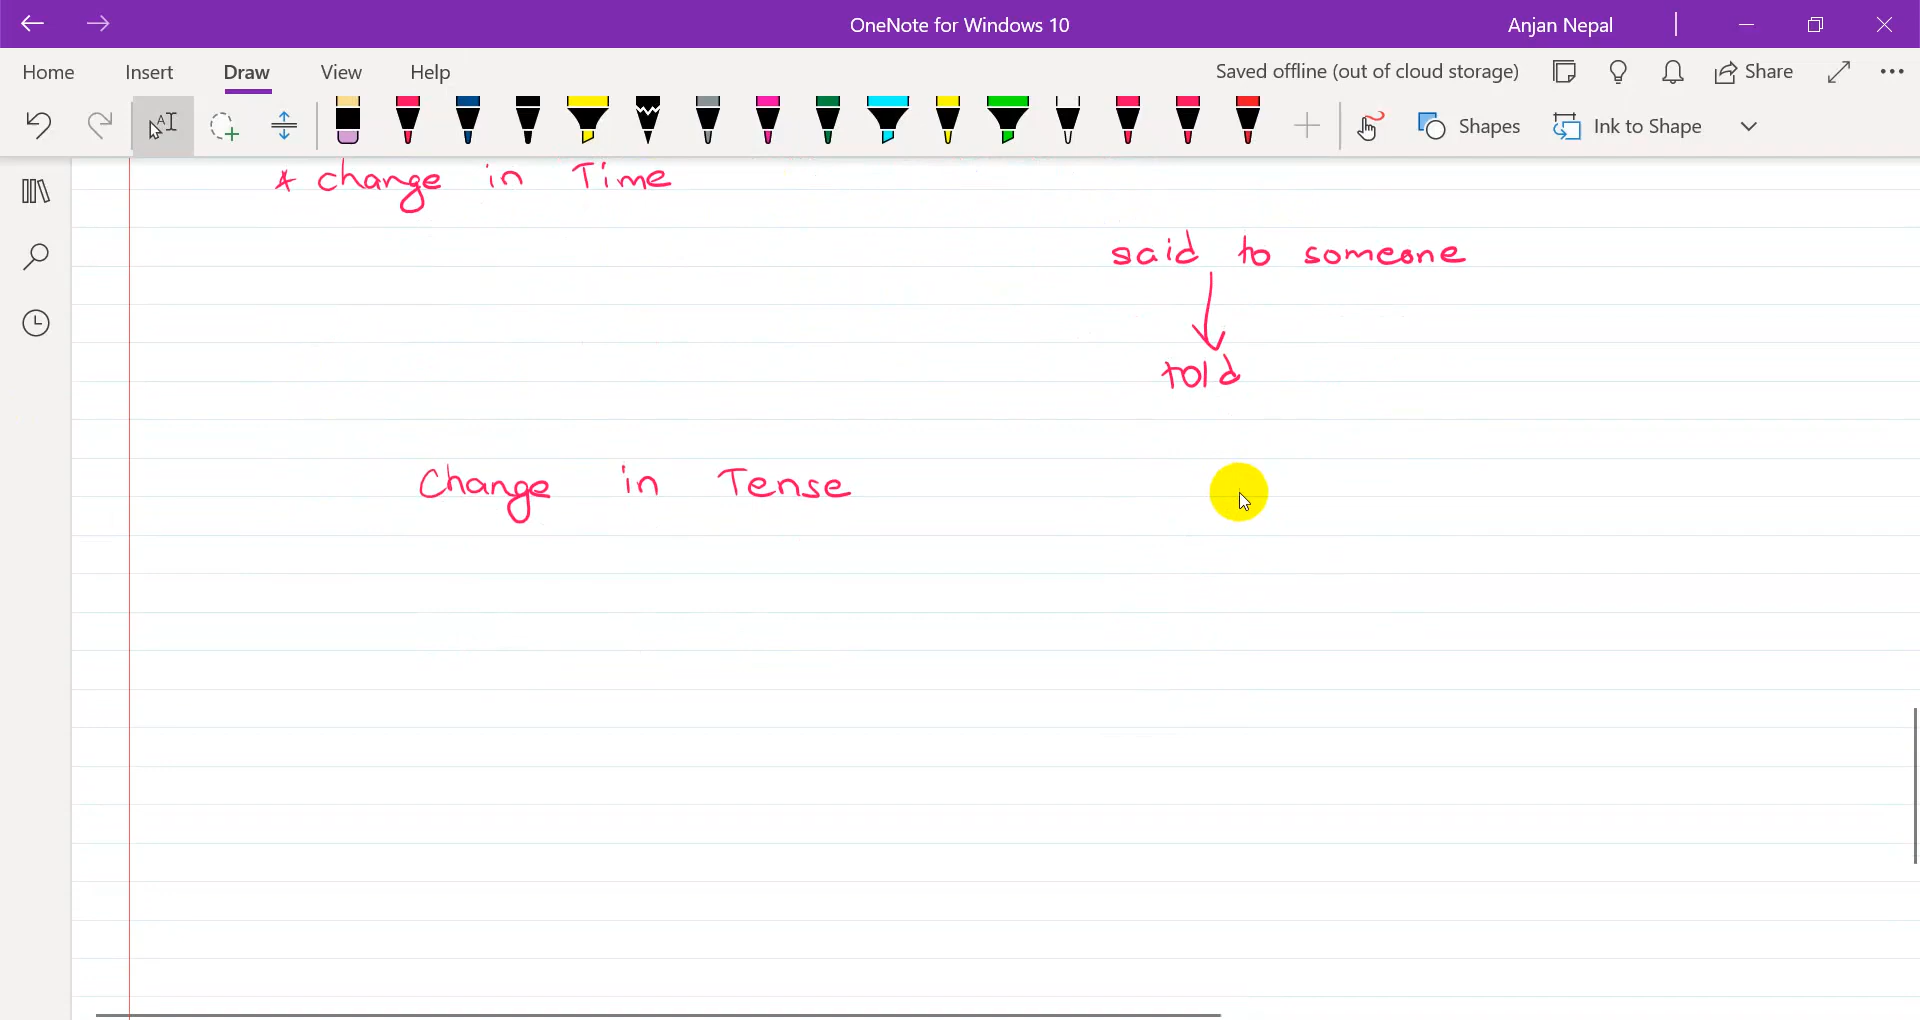 OneNote for Windows 10
Anjan Nepal
Home Insert Draw View Help
Saved offline (out of cloud storage)
Share
Shapes
Ink to Shape
* change in Time
said to someone
told
Change in Tense